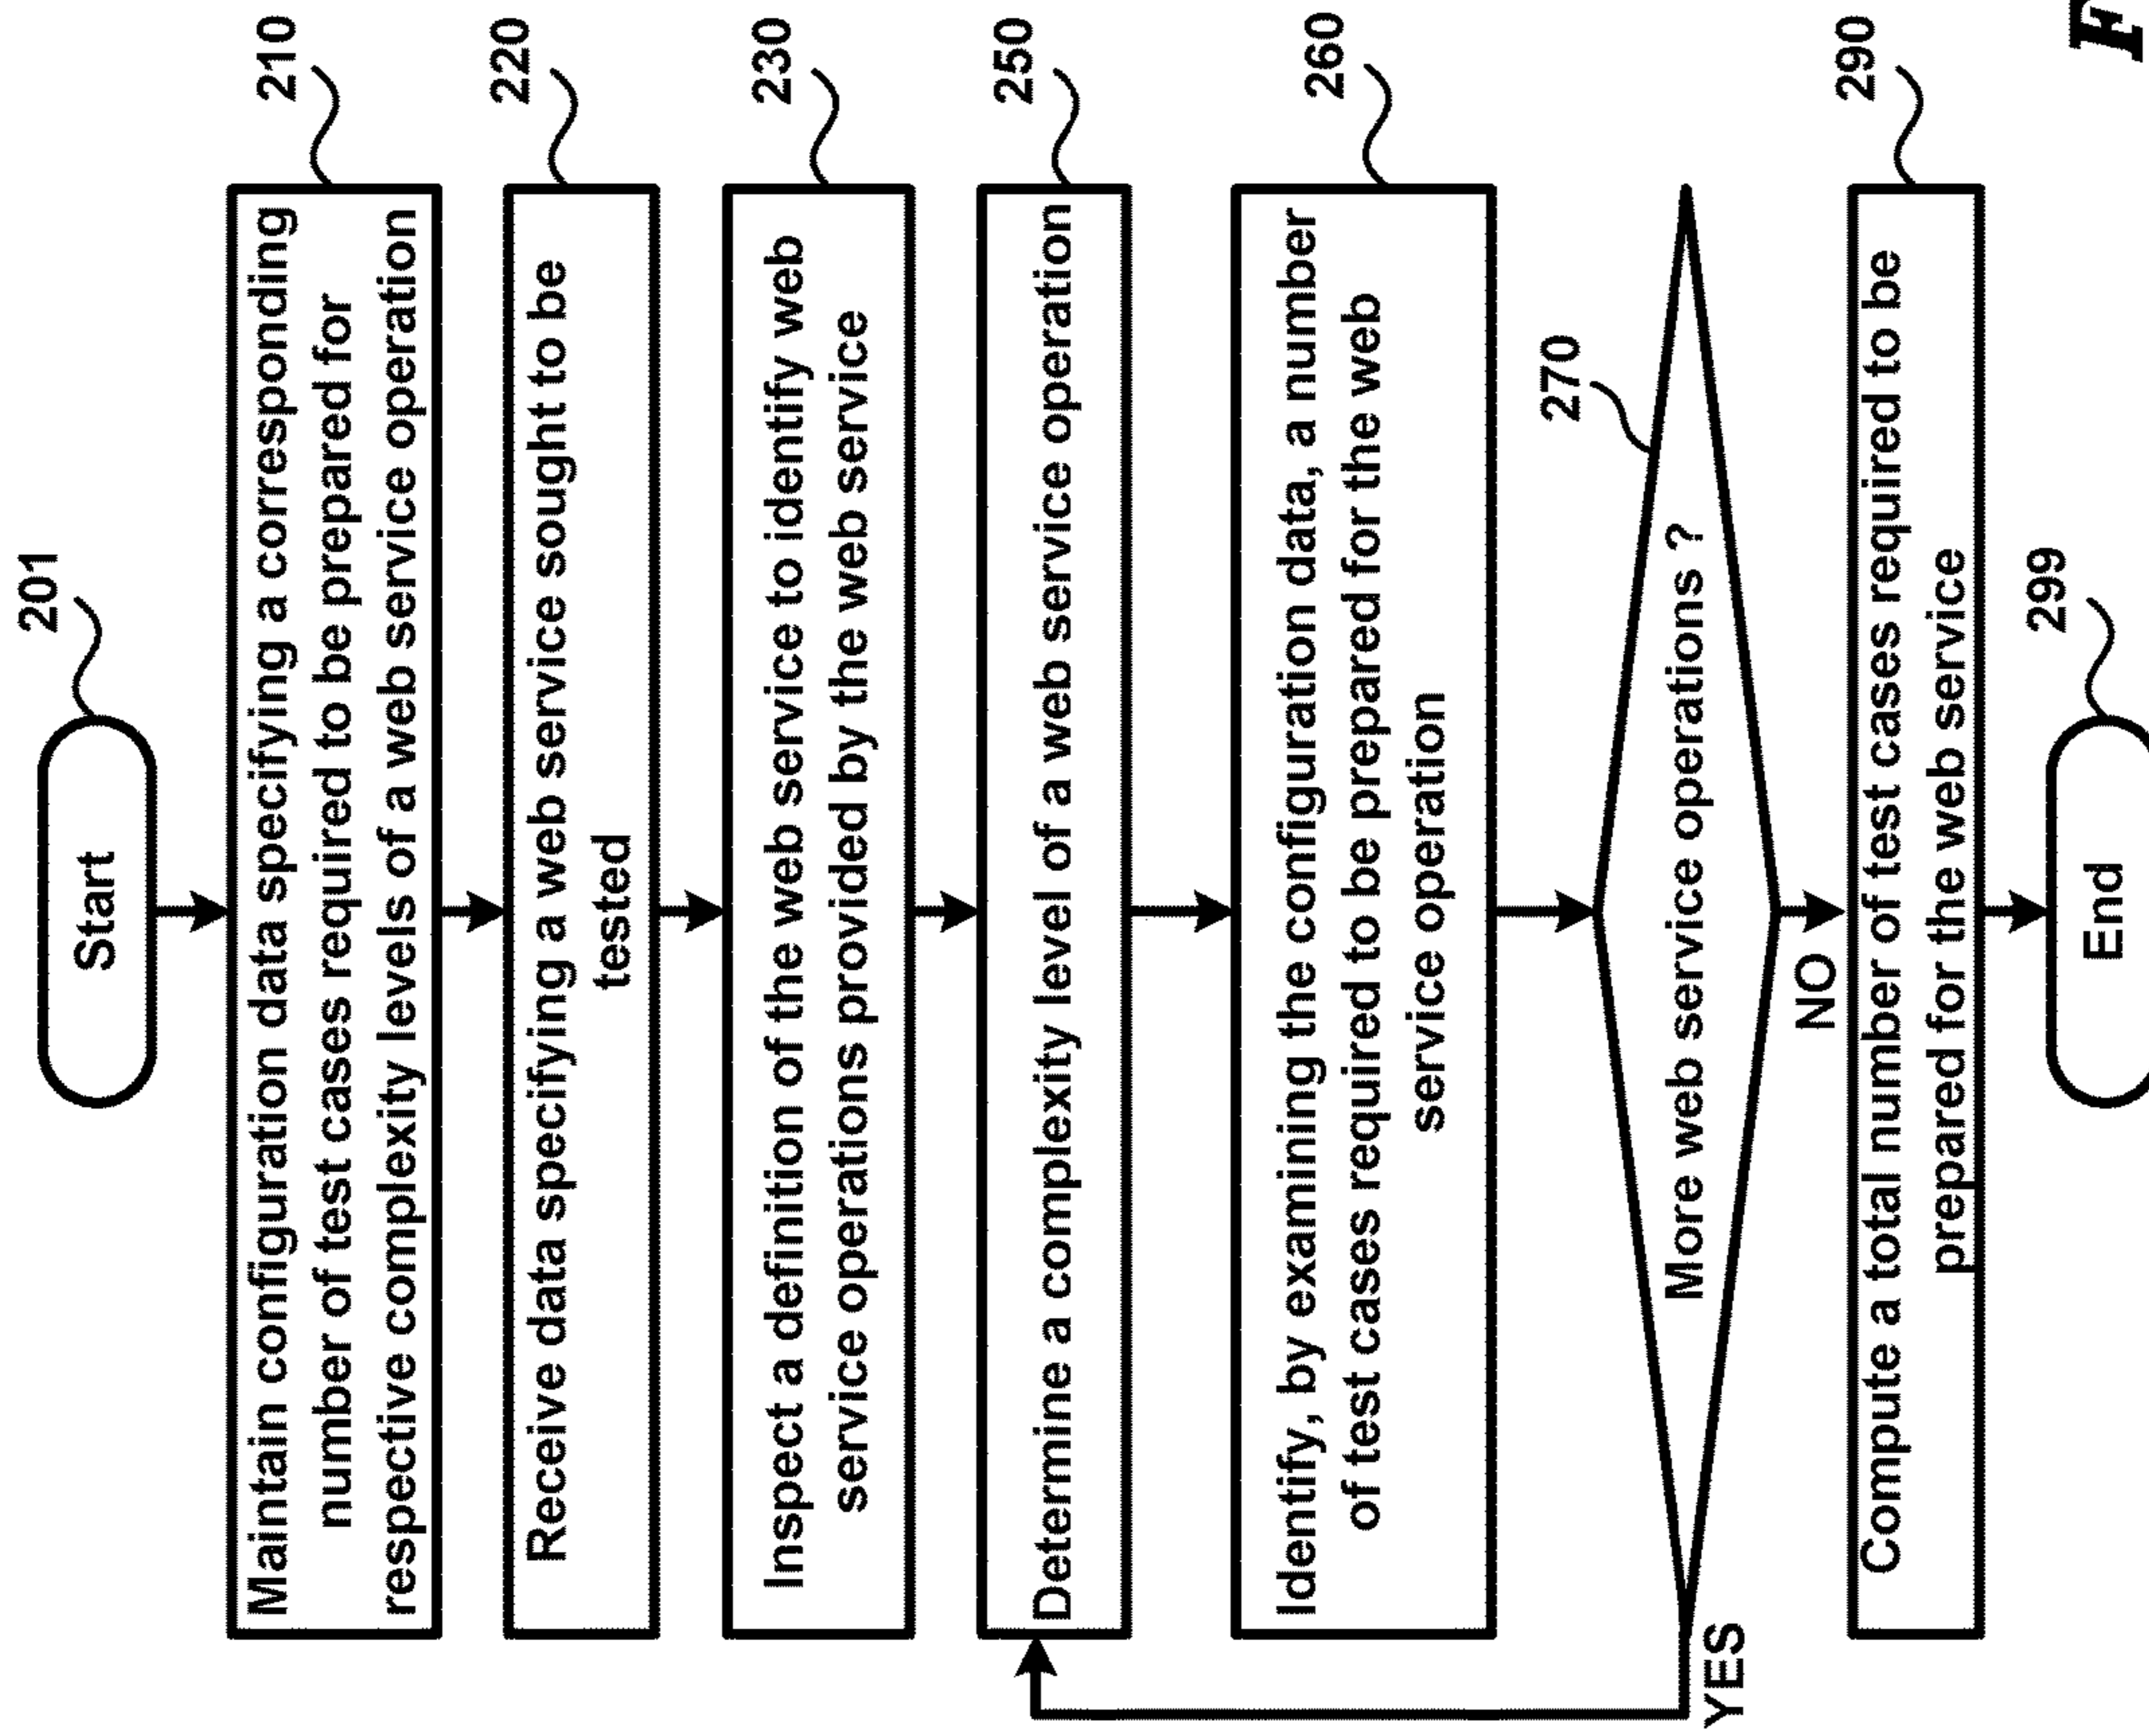 201
Start
210
Maintain configuration data specifying a corresponding
number of test cases required to be prepared for
respective complexity levels of a web service operation
220
Receive data specifying a web service sought to be
tested
230
Inspect a definition of the web service to identify web
service operations provided by the web service
250
Determine a complexity level of a web service operation
260
Identify, by examining the configuration data, a number
of test cases required to be prepared for the web
service operation
270
More web service operations ?
YES
NO
290
Compute a total number of test cases required to be
prepared for the web service
299
End